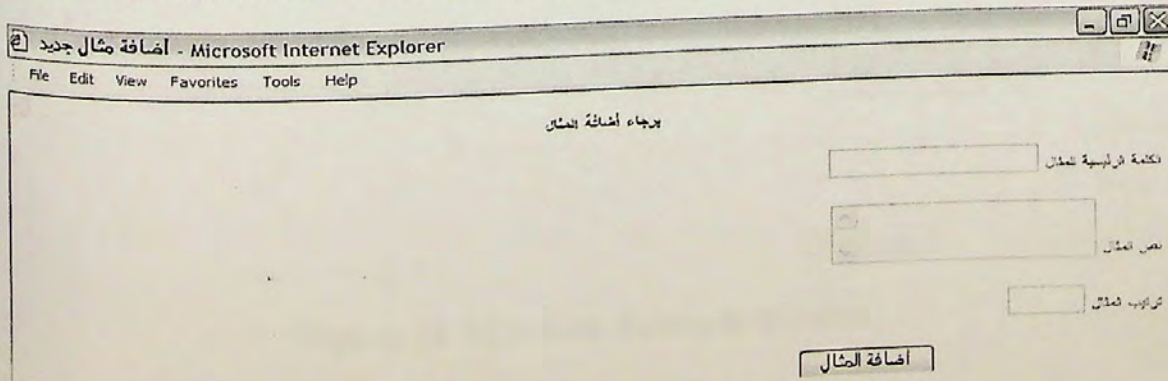 أضافة مثال جديد - Microsoft Internet Explorer
File Edit View Favorites Tools Help
برجاء أضافة المثال
الكلمة الرئيسية للمثال
نص المثال
ترتيب المثال
أضافة المثال